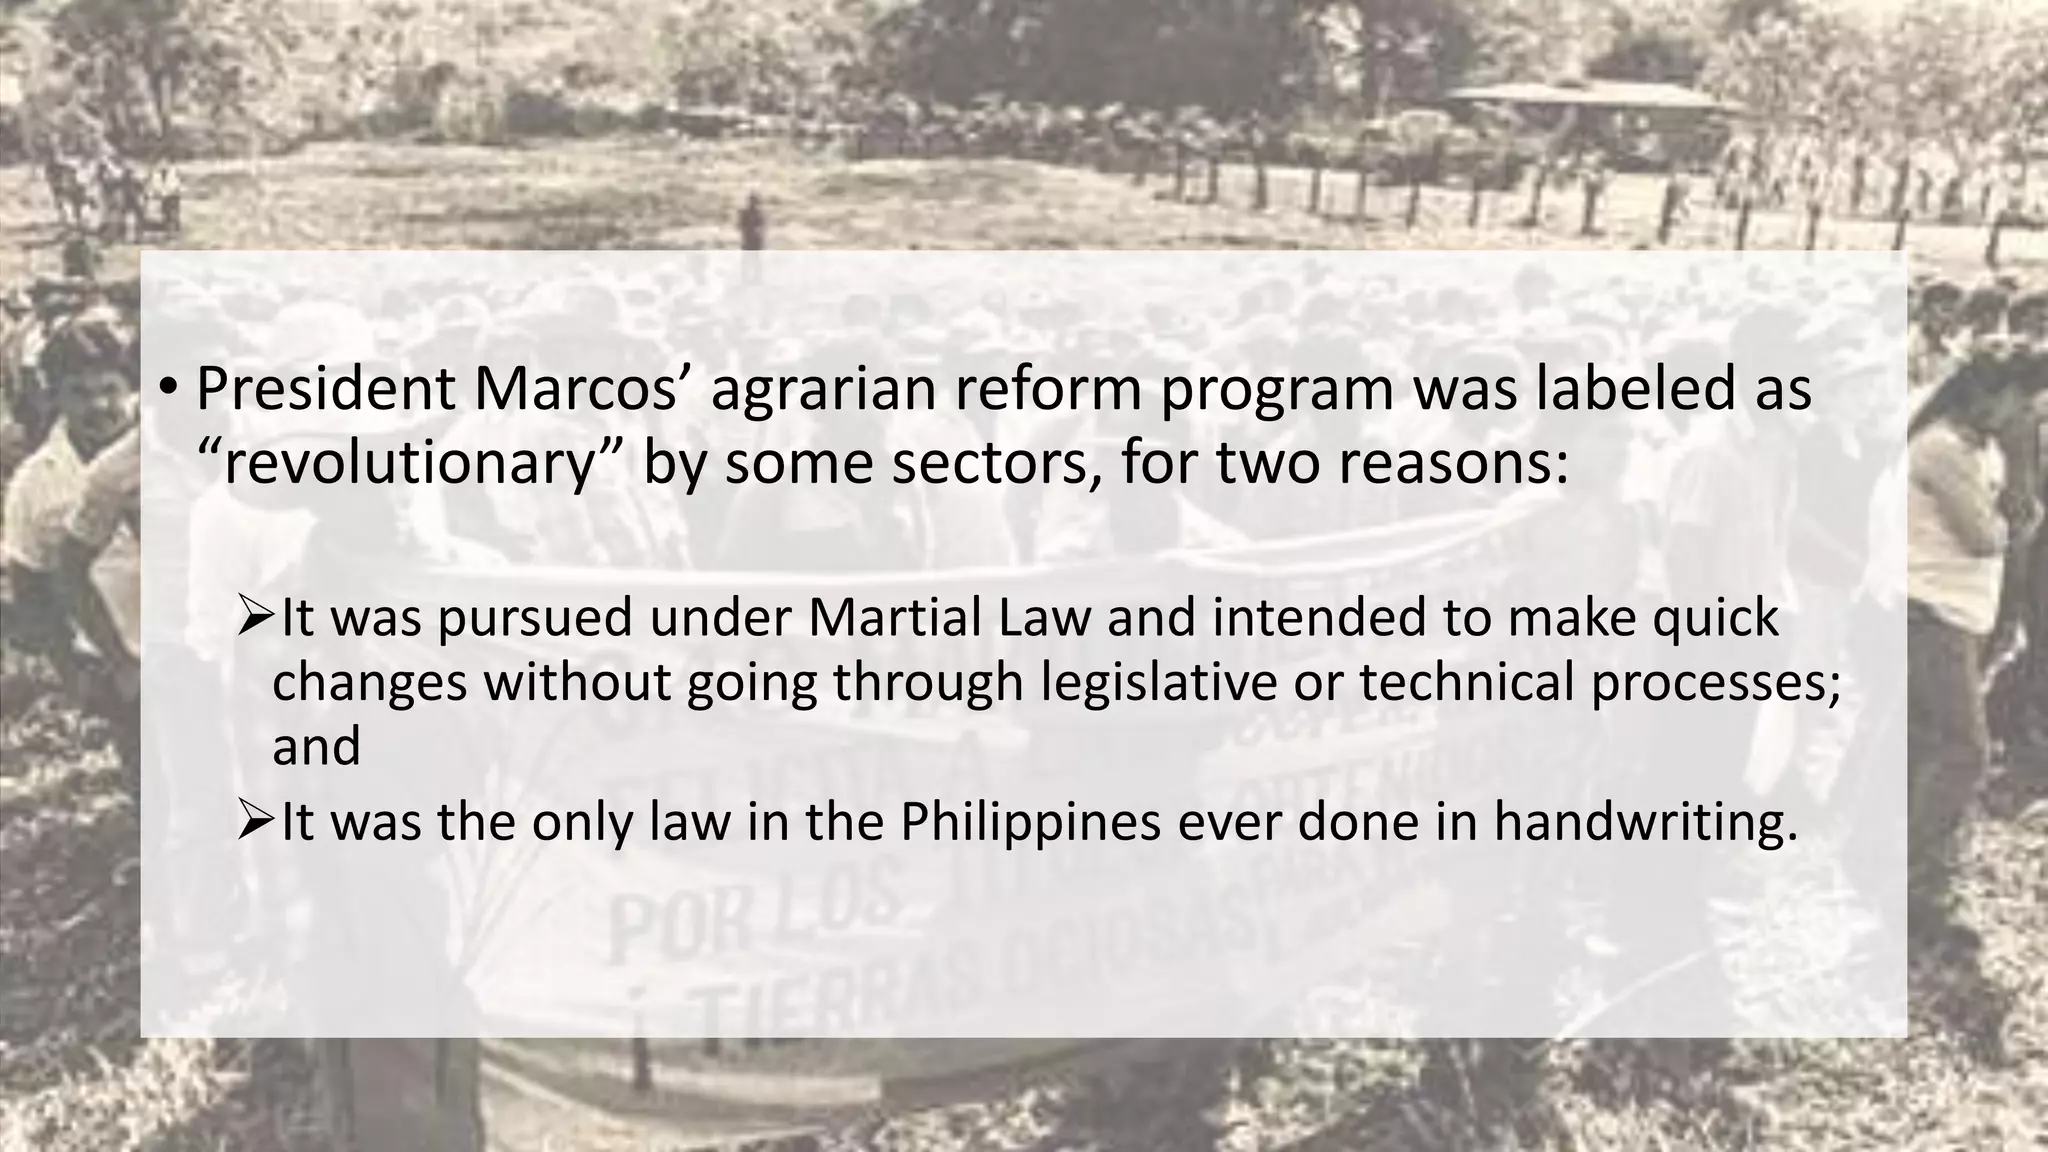 • President Marcos’ agrarian reform program was labeled as
“revolutionary” by some sectors, for two reasons:
➢It was pursued under Martial Law and intended to make quick
changes without going through legislative or technical processes;
and
➢It was the only law in the Philippines ever done in handwriting.
POR LOS
TIERRAS OCIOSAS